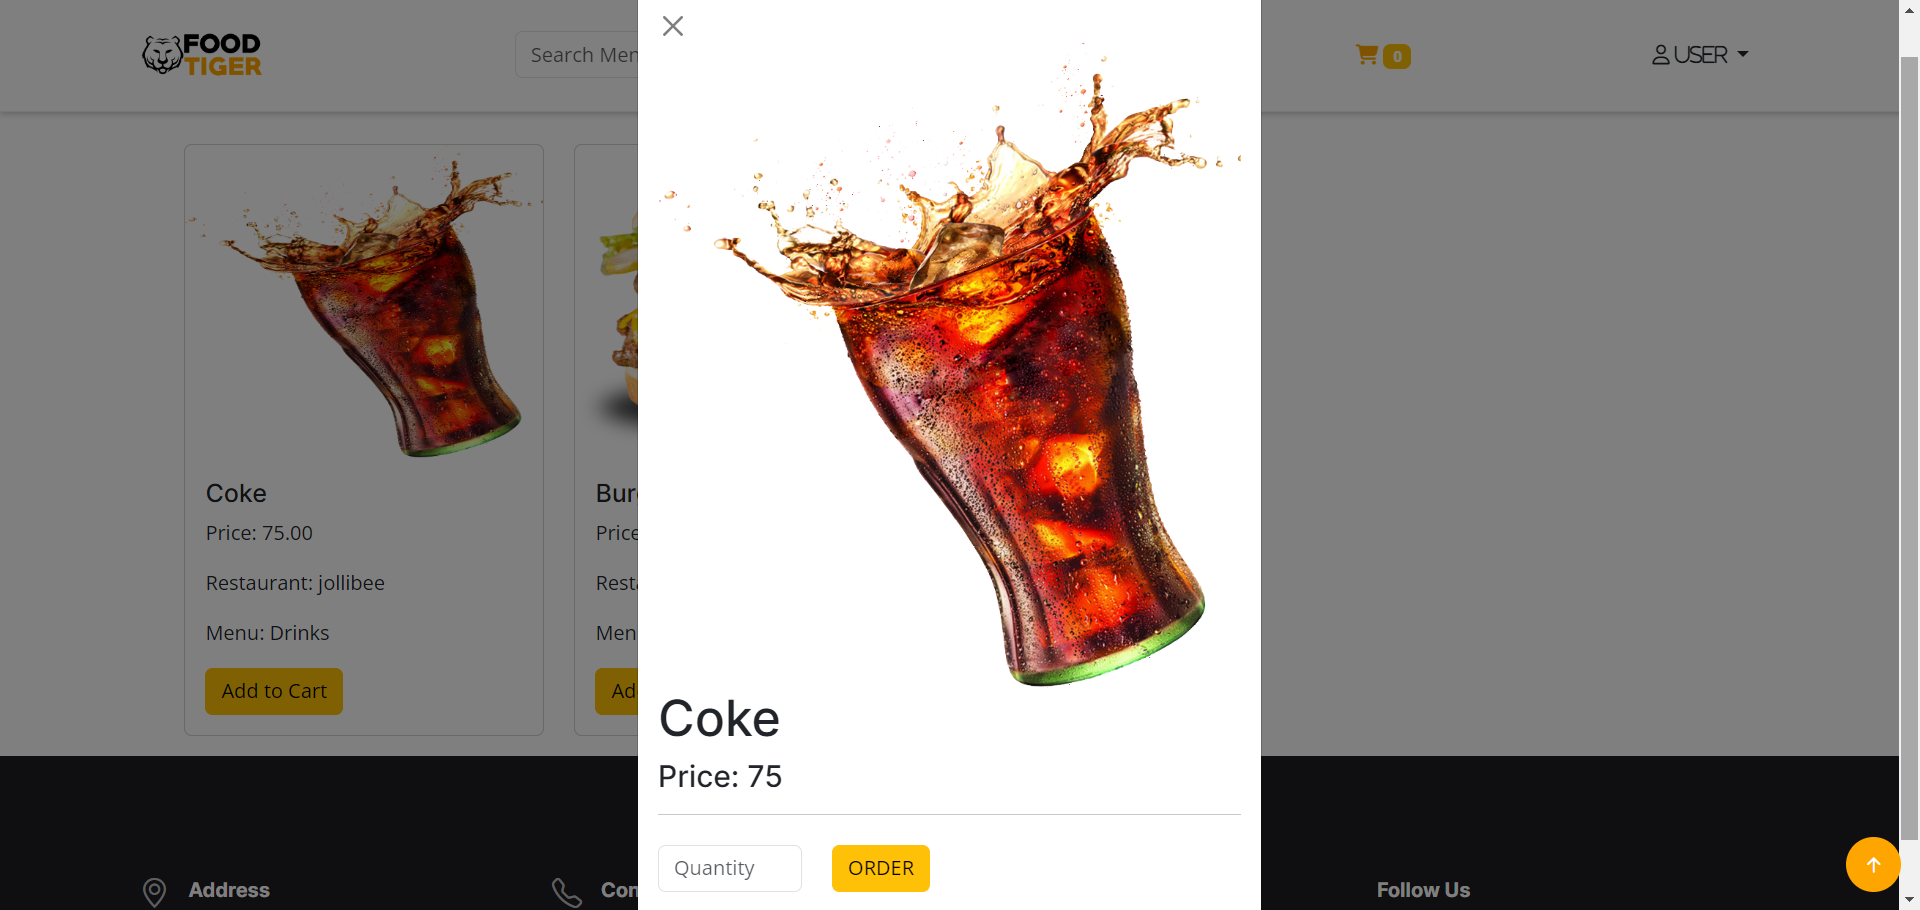 FOOD
TIGER
Search Men
0
USER
Coke
Price: 75.00
Restaurant: jollibee
Menu: Drinks
Add to Cart
Bur
Price
Rest
Men
Ad
Coke
Price: 75
Quantity
ORDER
Address
Con
Follow Us